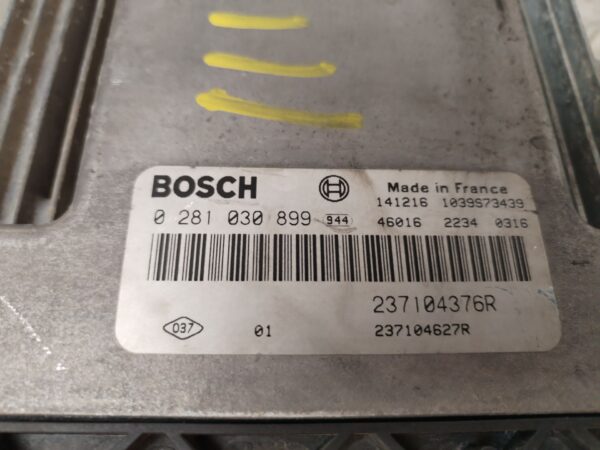 BOSCH Made in France
141216 1039S73439
0 281 030 899 944 46016 2234 0316
237104376R
037 01 237104627R